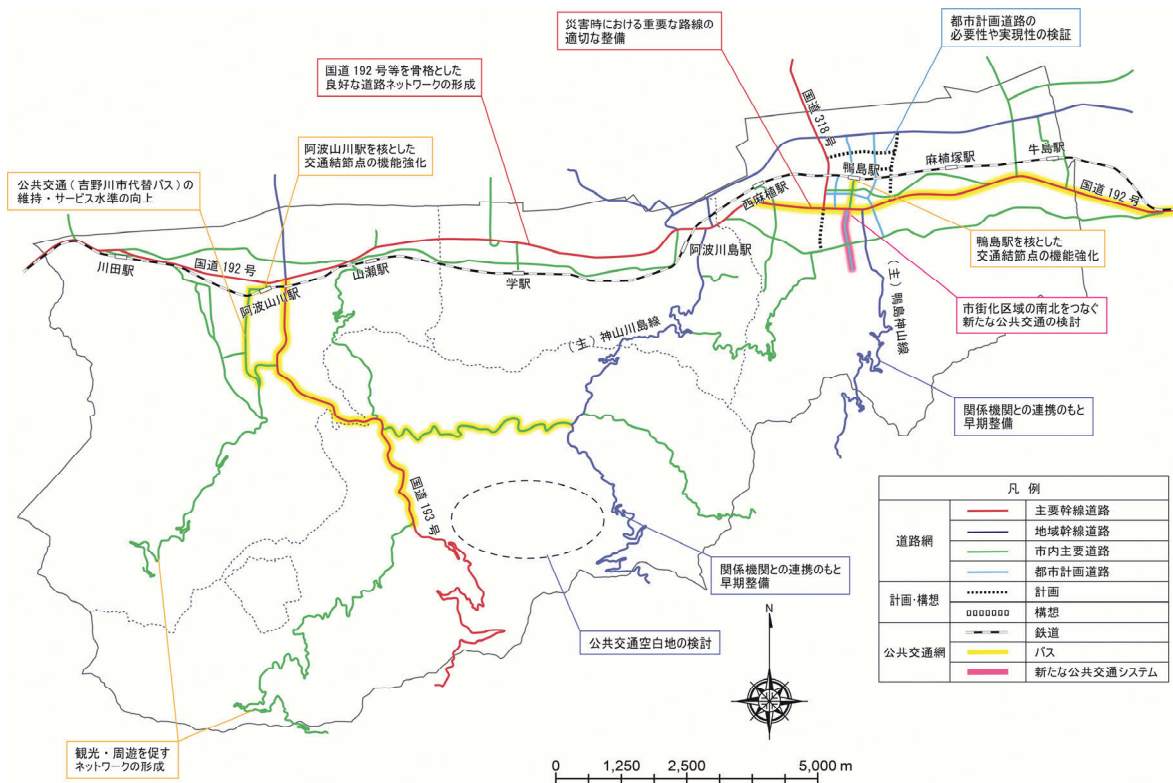 災害時における重要な路線の
適切な整備
都市計画道路の
必要性や実現性の検証
国道 192 号等を骨格とした
良好な道路ネットワークの形成
国道 318 号
阿波山川駅を核とした
交通結節点の機能強化
公共交通(吉野川市代替バス)の
維持・サービス水準の向上
牛島駅
麻植塚駅
鴨島駅
西麻植駅
国道 192 号
阿波川島駅
川田駅
国道 192 号
山瀬駅
学駅
阿波山川駅
鴨島駅を核とした
交通結節点の機能強化
(主)鴨島神山線
市街化区域の南北をつなぐ
新たな公共交通の検討
(主)神山川島線
関係機関との連携のもと
早期整備
国道 193 号
関係機関との連携のもと
早期整備
公共交通空白地の検討
観光・周遊を促す
ネットワークの形成
凡 例
道路網
主要幹線道路
地域幹線道路
市内主要道路
都市計画道路
計画・構想
計画
構想
公共交通網
鉄道
バス
新たな公共交通システム
N
0 1,250 2,500 5,000 m